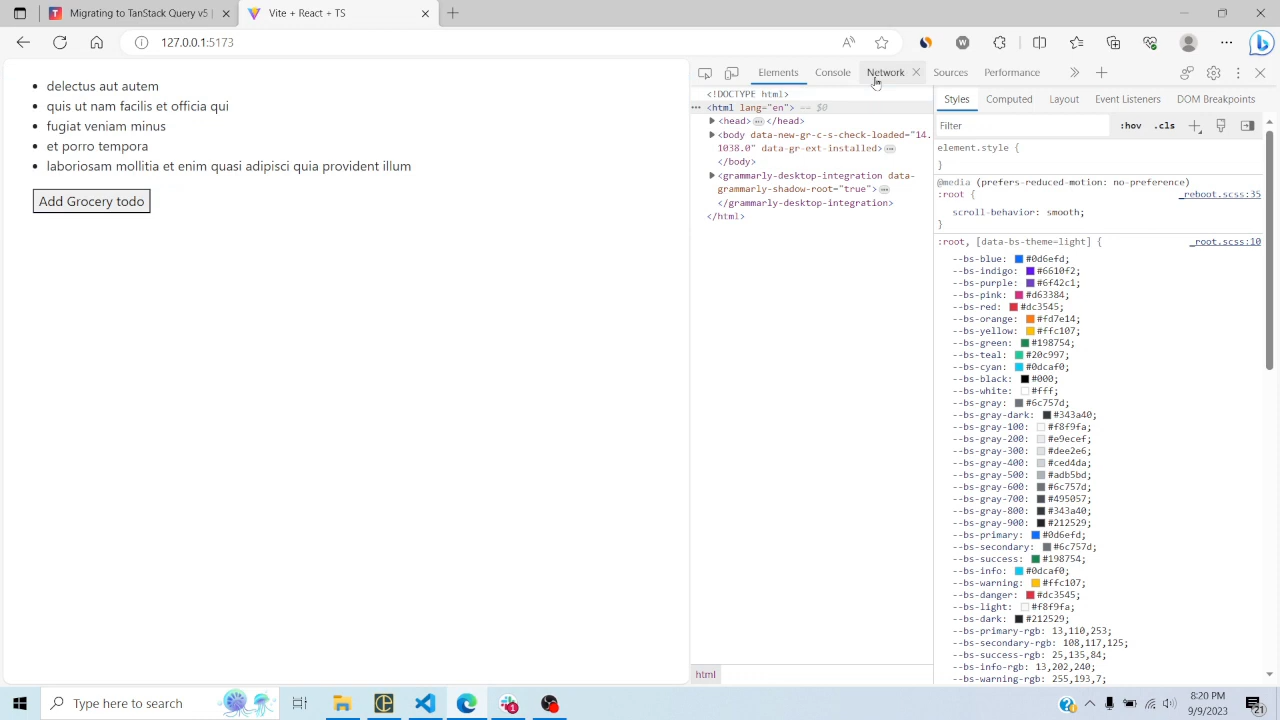 Migrating to TanStack Query v5 |
Vite + React + TS
127.0.0.1:5173
delectus aut autem
quis ut nam facilis et officia qui
fugiat veniam minus
et porro tempora
laboriosam mollitia et enim quasi adipisci quia provident illum
Add Grocery todo
Elements
Console
Network
Sources
Performance
<!DOCTYPE html>
<html lang="en"> == $0
<head> </head>
<body data-new-gr-c-s-check-loaded="14.
1038.0" data-gr-ext-installed>
</body>
<grammarly-desktop-integration data-
grammarly-shadow-root="true">
</grammarly-desktop-integration>
</html>
html
Styles
Computed
Layout
Event Listeners
DOM Breakpoints
Filter
:hov
.cls
element.style {
}
@media (prefers-reduced-motion: no-preference)
:root {
_reboot.scss:35
scroll-behavior: smooth;
}
:root, [data-bs-theme=light] {
_root.scss:10
--bs-blue: #0d6efd;
--bs-indigo: #6610f2;
--bs-purple: #6f42c1;
--bs-pink: #d63384;
--bs-red: #dc3545;
--bs-orange: #fd7e14;
--bs-yellow: #ffc107;
--bs-green: #198754;
--bs-teal: #20c997;
--bs-cyan: #0dcaf0;
--bs-black: #000;
--bs-white: #fff;
--bs-gray: #6c757d;
--bs-gray-dark: #343a40;
--bs-gray-100: #f8f9fa;
--bs-gray-200: #e9ecef;
--bs-gray-300: #dee2e6;
--bs-gray-400: #ced4da;
--bs-gray-500: #adb5bd;
--bs-gray-600: #6c757d;
--bs-gray-700: #495057;
--bs-gray-800: #343a40;
--bs-gray-900: #212529;
--bs-primary: #0d6efd;
--bs-secondary: #6c757d;
--bs-success: #198754;
--bs-info: #0dcaf0;
--bs-warning: #ffc107;
--bs-danger: #dc3545;
--bs-light: #f8f9fa;
--bs-dark: #212529;
--bs-primary-rgb: 13,110,253;
--bs-secondary-rgb: 108,117,125;
--bs-success-rgb: 25,135,84;
--bs-info-rgb: 13,202,240;
--bs-warning-rgb: 255,193,7;
Type here to search
8:20 PM
9/9/2023
21